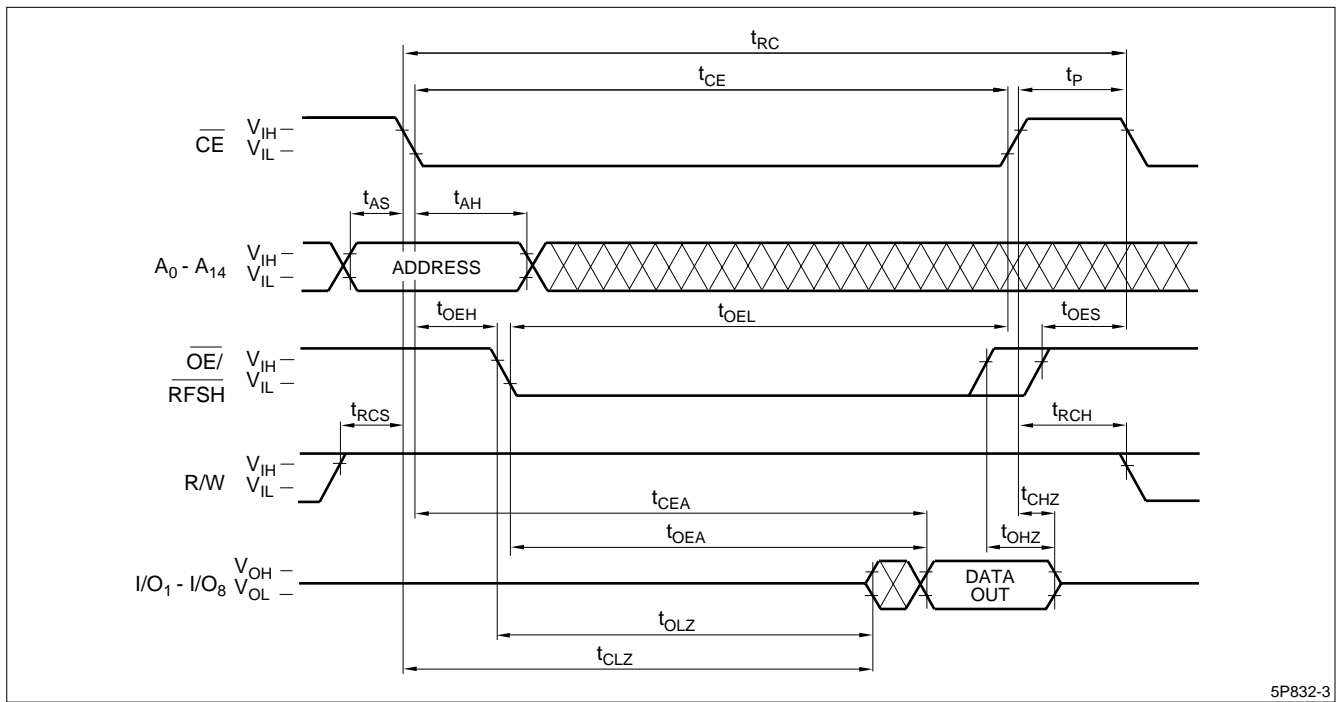 tRC
tCE
tP
CE
VIH
VIL
tAS
tAH
A0 - A14
VIH
VIL
ADDRESS
tOEH
tOEL
tOES
OE/
RFSH
VIH
VIL
tRCS
tRCH
R/W
VIH
VIL
tCEA
tCHZ
tOEA
tOHZ
I/O1 - I/O8
VOH
VOL
DATA
OUT
tOLZ
tCLZ
5P832-3